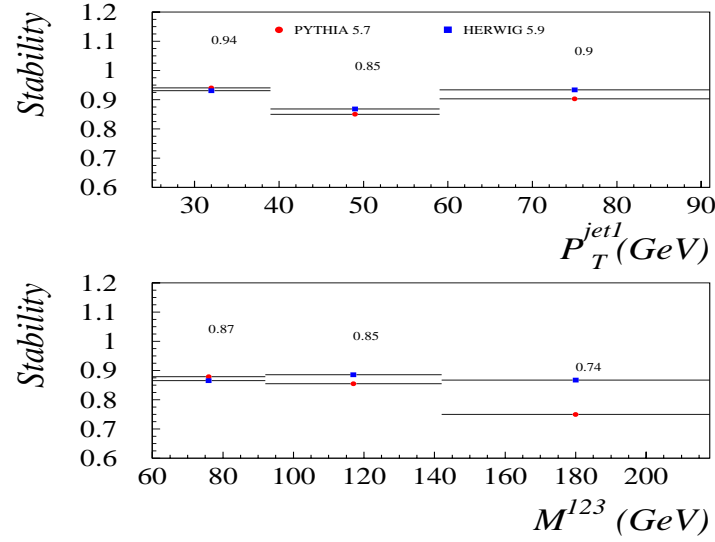 Stability
1.2
1.1
1
0.9
0.8
0.7
0.6
0.94
PYTHIA 5.7
HERWIG 5.9
0.85
0.9
30 40 50 60 70 80 90
P_T^{jet1} (GeV)
Stability
1.2
1.1
1
0.9
0.8
0.7
0.6
0.87
0.85
0.74
60 80 100 120 140 160 180 200
M^{123} (GeV)